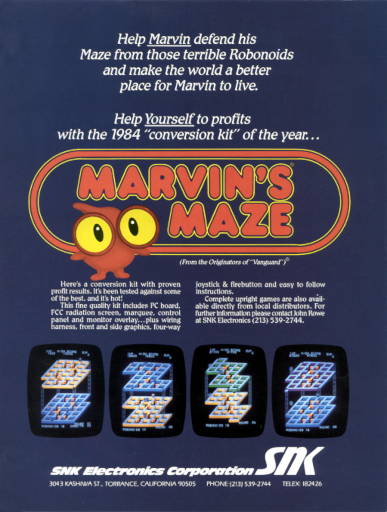 Help Marvin defend his
Maze from those terrible Robonoids
and make the world a better
place for Marvin to live.
Help Yourself to profits
with the 1984 "conversion kit" of the year...
MARVIN'S
MAZE
(From the Originators of "Vanguard")®
Here's a conversion kit with proven
profit results. It's been tested against some
of the best, and it's hot!
This fine quality kit includes PC board,
FCC radiation screen, marquee, control
panel and monitor overlay...plus wiring
harness, front and side graphics, four-way
joystick & firebutton and easy to follow
instructions.
Complete upright games are also avail-
able directly from local distributors. For
further information please contact John Rowe
at SNK Electronics (213) 539-2744.
SNK Electronics Corporation SNK
3043 KASHIWA ST., TORRANCE, CALIFORNIA 90505 PHONE:(213) 539-2744 TELEX: 182426